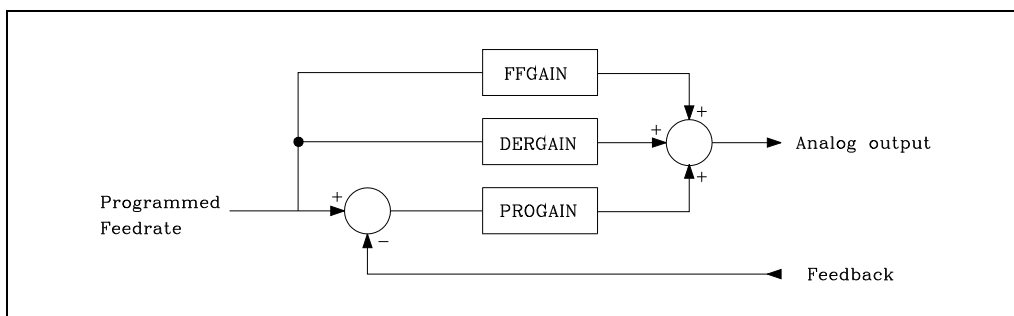 FFGAIN
+
+
DERGAIN
Analog output
+
PROGAIN
+
Programmed
Feedrate
−
Feedback